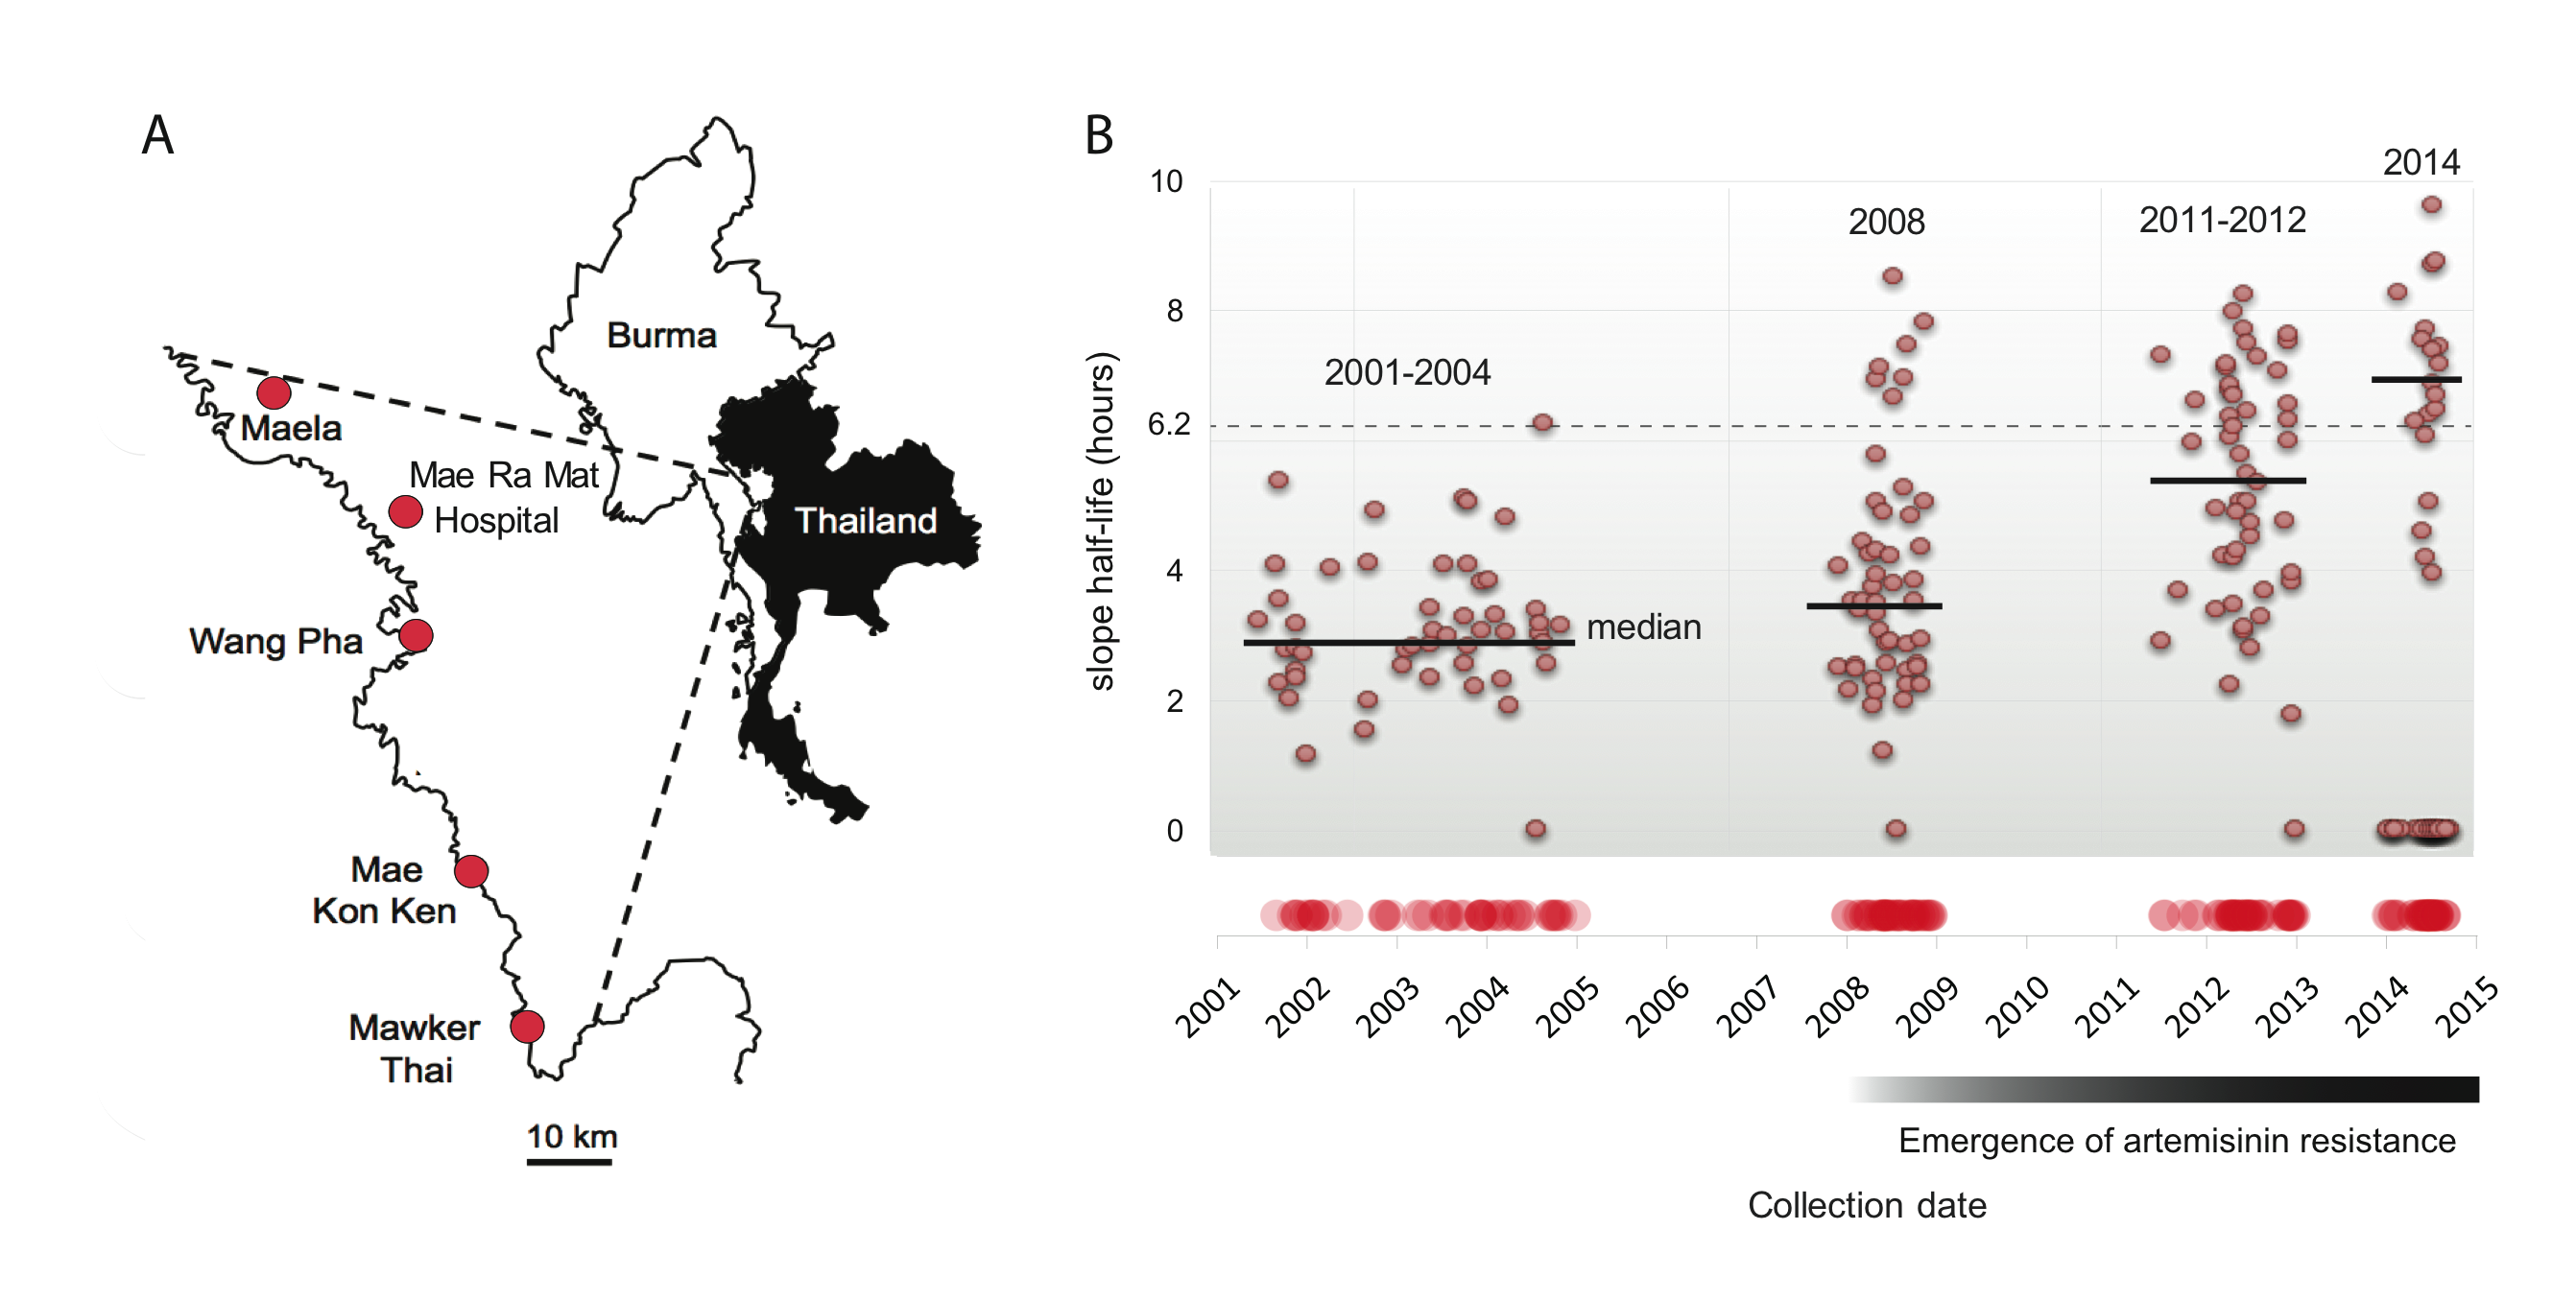 A
Burma
Maela
Mae Ra Mat
Hospital
Thailand
Wang Pha
Mae
Kon Ken
Mawker
Thai
10 km
B
2014
10
2008
2011-2012
8
2001-2004
6.2
slope half-life (hours)
4
median
2
0
2001 2002 2003 2004 2005 2006 2007 2008 2009 2010 2011 2012 2013 2014 2015
Emergence of artemisinin resistance
Collection date